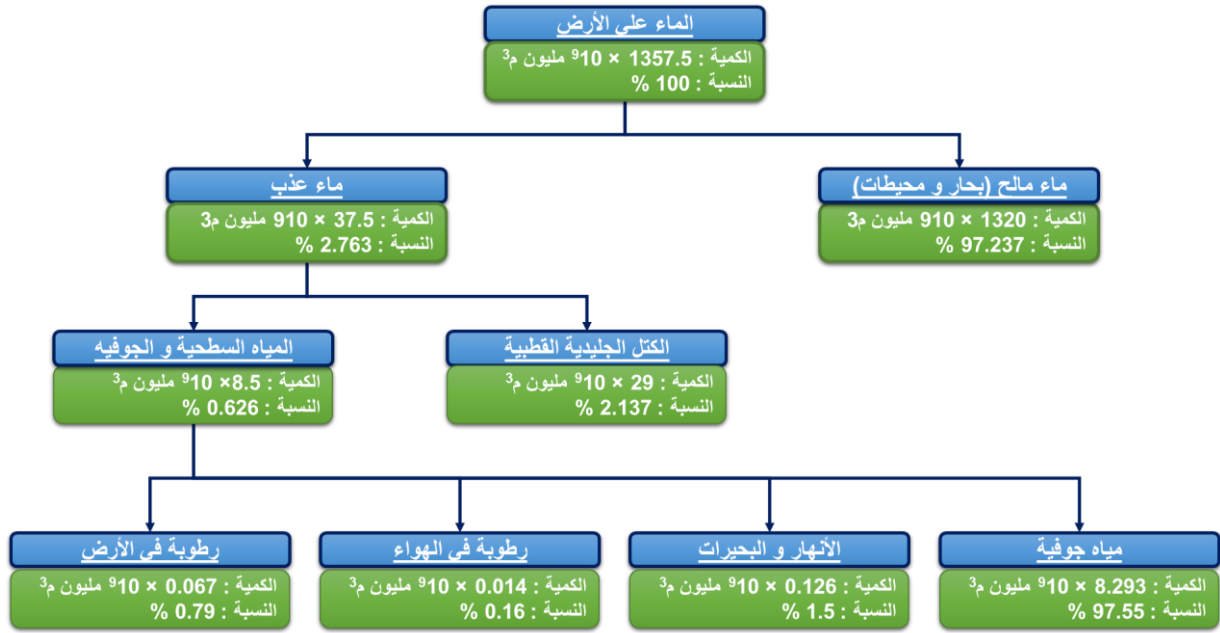 الماء على الأرض
الكمية : 1357.5 × 10⁹ مليون م³
النسبة : 100 %
ماء مالح (بحار و محيطات)
الكمية : 1320 × 910 مليون م3
النسبة : 97.237 %
ماء عذب
الكمية : 37.5 × 910 مليون م3
النسبة : 2.763 %
الكتل الجليدية القطبية
الكمية : 29 × 10⁹ مليون م³
النسبة : 2.137 %
المياه السطحية و الجوفيه
الكمية : 8.5× 10⁹ مليون م³
النسبة : 0.626 %
مياه جوفية
الكمية : 8.293 × 10⁹ مليون م³
النسبة : 97.55 %
الأنهار و البحيرات
الكمية : 0.126 × 10⁹ مليون م³
النسبة : 1.5 %
رطوبة في الهواء
الكمية : 0.014 × 10⁹ مليون م³
النسبة : 0.16 %
رطوبة في الأرض
الكمية : 0.067 × 10⁹ مليون م³
النسبة : 0.79 %